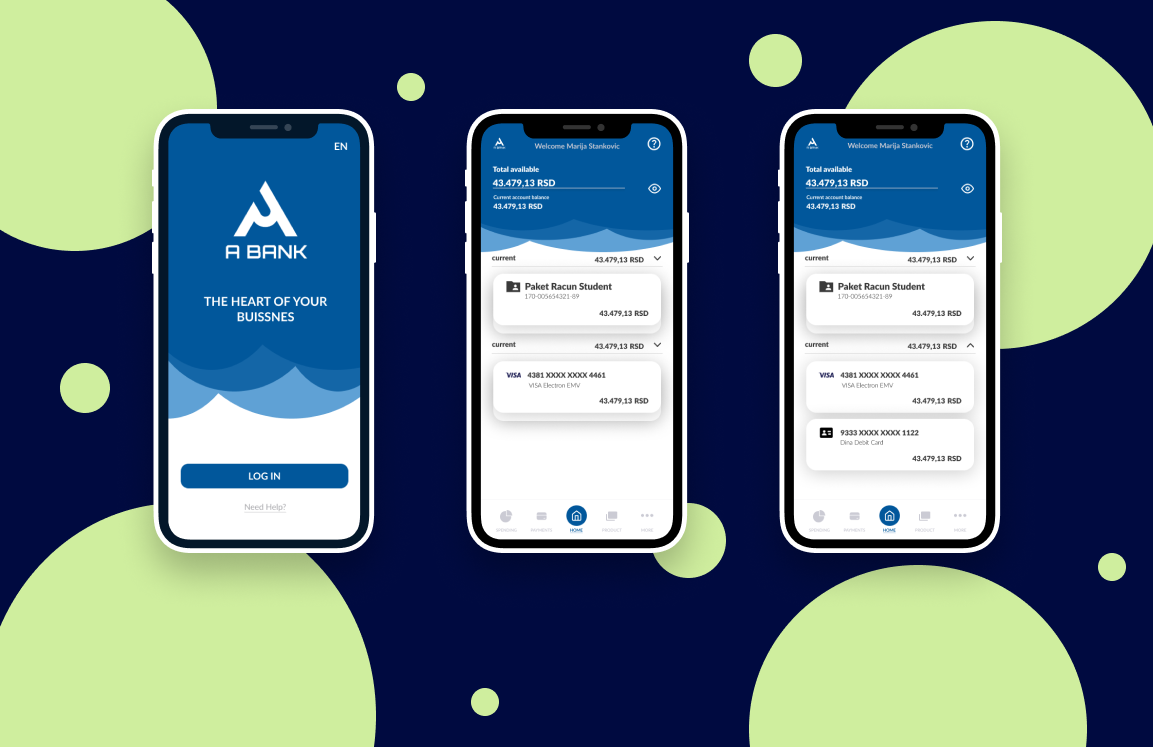 EN
A BANK
THE HEART OF YOUR
BUISSNES
LOG IN
Need Help?
A BANK
Welcome Marija Stankovic
Total available
43.479,13 RSD
Current account balance
43.479,13 RSD
current
43.479,13 RSD
Paket Racun Student
170-005654321-89
43.479,13 RSD
current
43.479,13 RSD
VISA 4381 XXXX XXXX 4461
VISA Electron EMV
43.479,13 RSD
SPENDING PAYMENTS HOME PRODUCT MORE
A BANK
Welcome Marija Stankovic
Total available
43.479,13 RSD
Current account balance
43.479,13 RSD
current
43.479,13 RSD
Paket Racun Student
170-005654321-89
43.479,13 RSD
current
43.479,13 RSD
VISA 4381 XXXX XXXX 4461
VISA Electron EMV
43.479,13 RSD
9333 XXXX XXXX 1122
Dina Debit Card
43.479,13 RSD
SPENDING PAYMENTS HOME PRODUCT MORE